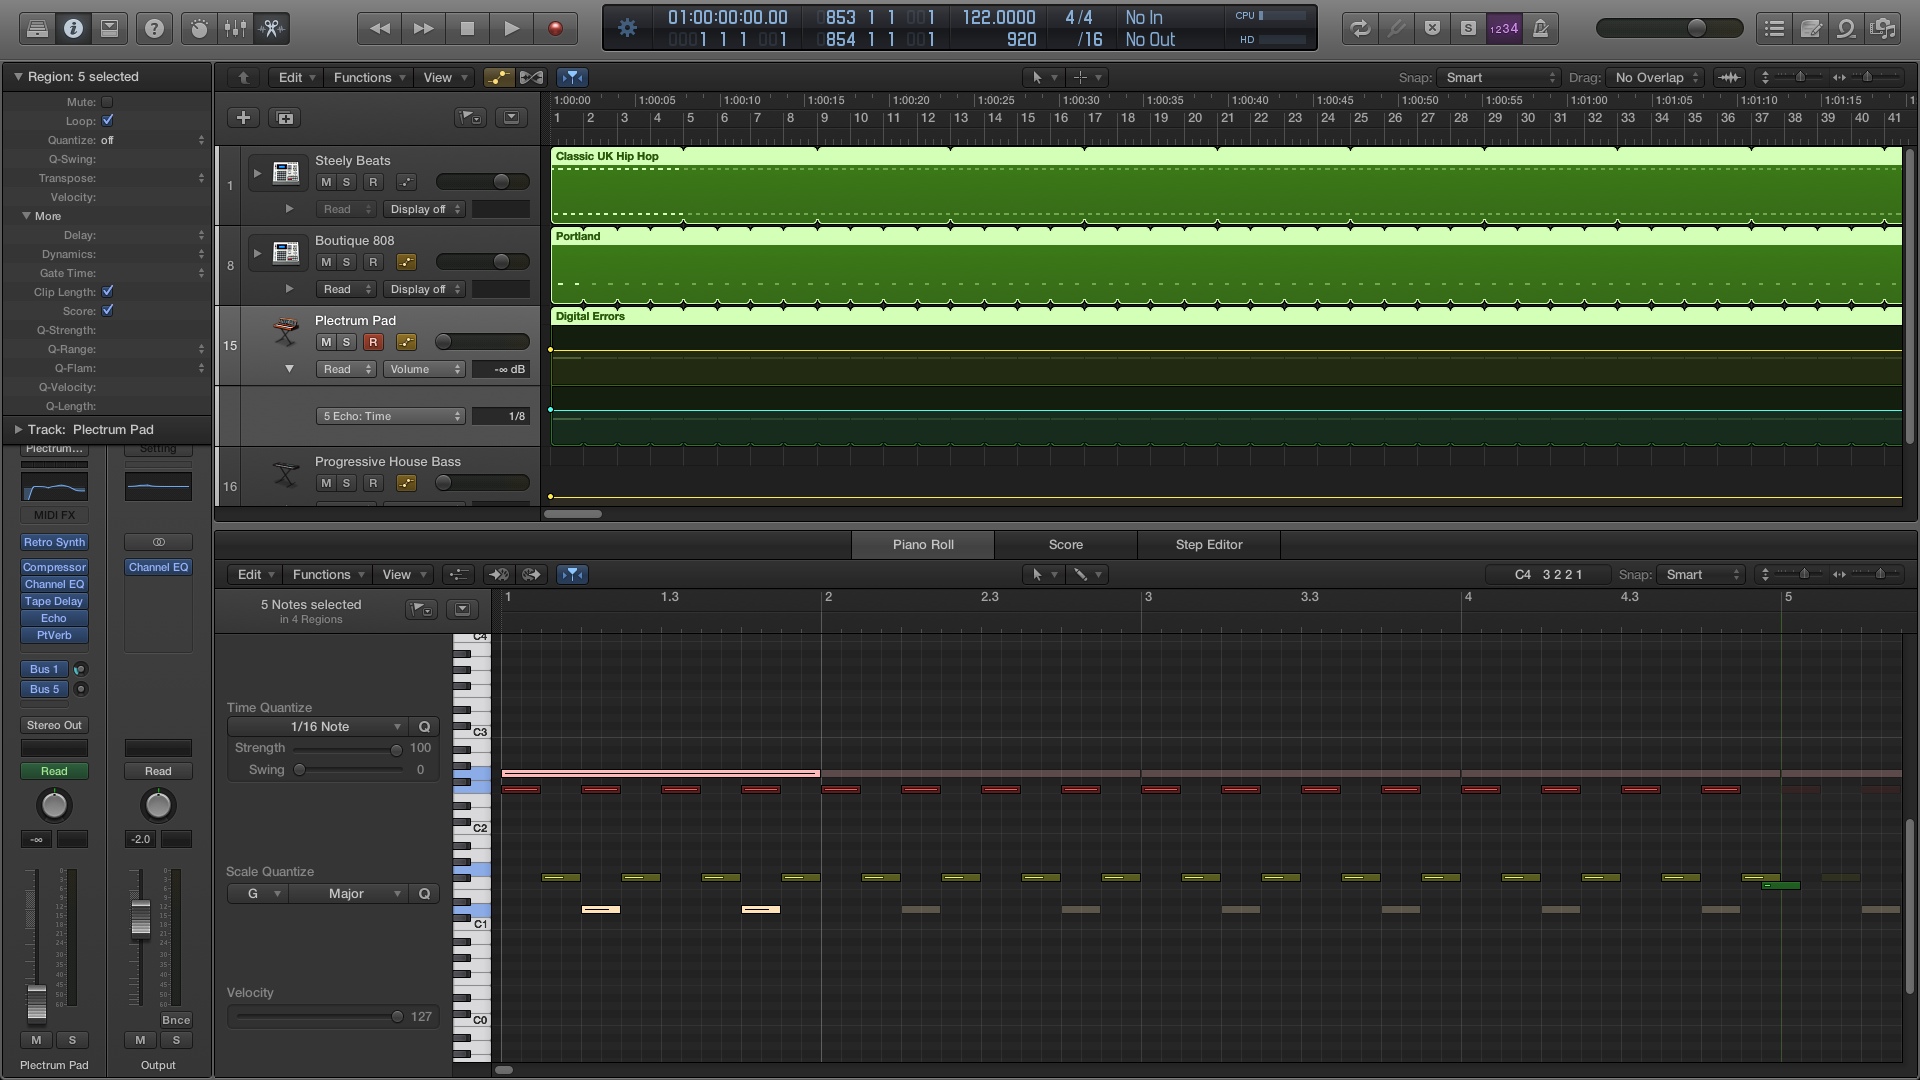 01:00:00:00.00 853 1 1 001 122.0000 4/4 No In CPU
0001 1 1 001 854 1 1 001 920 /16 No Out HD
S 1234
Region: 5 selected
Mute:
Loop:
Quantize: off
Q-Swing:
Transpose:
Velocity:
More
Delay:
Dynamics:
Gate Time:
Clip Length:
Score:
Q-Strength:
Q-Range:
Q-Flam:
Q-Velocity:
Q-Length:
Track: Plectrum Pad
Plectrum... Setting
MIDI FX
Retro Synth
Compressor Channel EQ
Channel EQ
Tape Delay
Echo
PtVerb
Bus 1
Bus 5
Stereo Out
Read Read
-∞ -2.0
Bnce
M S M S
Plectrum Pad Output
Edit Functions View Snap: Smart Drag: No Overlap
1:00:00 1:00:05 1:00:10 1:00:15 1:00:20 1:00:25 1:00:30 1:00:35 1:00:40 1:00:45 1:00:50 1:00:55 1:01:00 1:01:05 1:01:10 1:01:15 1
1 2 3 4 5 6 7 8 9 10 11 12 13 14 15 16 17 18 19 20 21 22 23 24 25 26 27 28 29 30 31 32 33 34 35 36 37 38 39 40 41
1 Steely Beats
M S R
Read Display off
Classic UK Hip Hop
8 Boutique 808
M S R
Read Display off
Portland
15 Plectrum Pad
M S R
Read Volume -∞ dB
Digital Errors
5 Echo: Time 1/8
16 Progressive House Bass
M S R
Piano Roll Score Step Editor
Edit Functions View C4 3 2 2 1 Snap: Smart
5 Notes selected
in 4 Regions
1 1.3 2 2.3 3 3.3 4 4.3 5
Time Quantize
1/16 Note Q
Strength 100
Swing 0
Scale Quantize
G Major Q
Velocity
127
C4
C3
C2
C1
C0